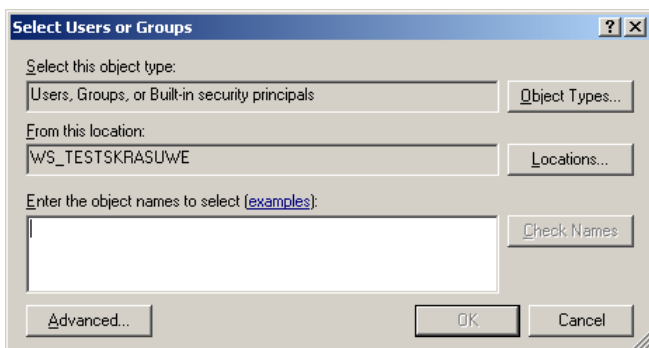 Select Users or Groups
Select this object type:
Users, Groups, or Built-in security principals
Object Types...
From this location:
WS_TESTSKRASUWE
Locations...
Enter the object names to select (examples):
Check Names
Advanced...
OK
Cancel